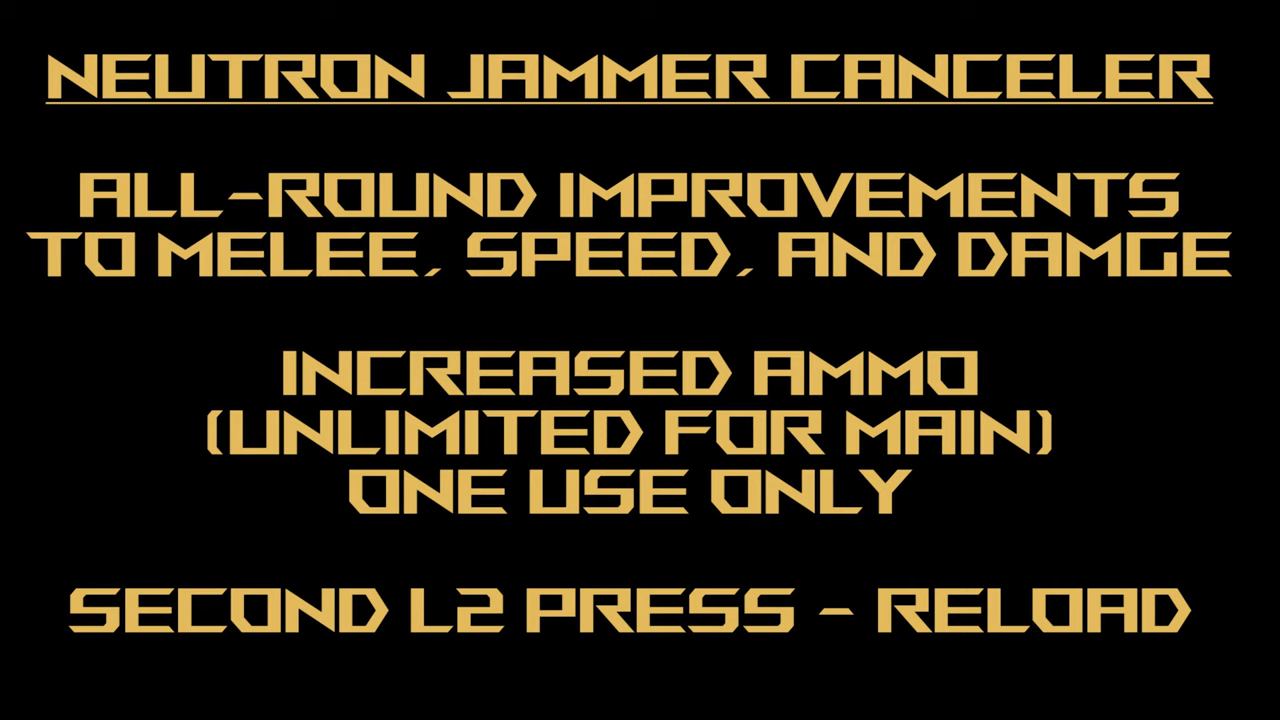 NEUTRON JAMMER CANCELER
ALL-ROUND IMPROVEMENTS
TO MELEE, SPEED, AND DAMGE
INCREASED AMMO
(UNLIMITED FOR MAIN)
ONE USE ONLY
SECOND L2 PRESS - RELOAD